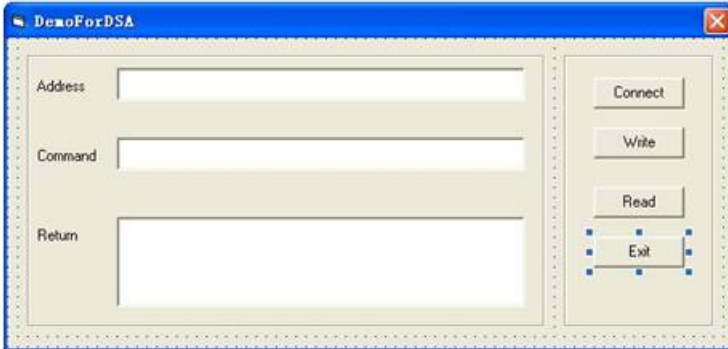 DemoForDSA
Address
Command
Return
Connect
Write
Read
Exit